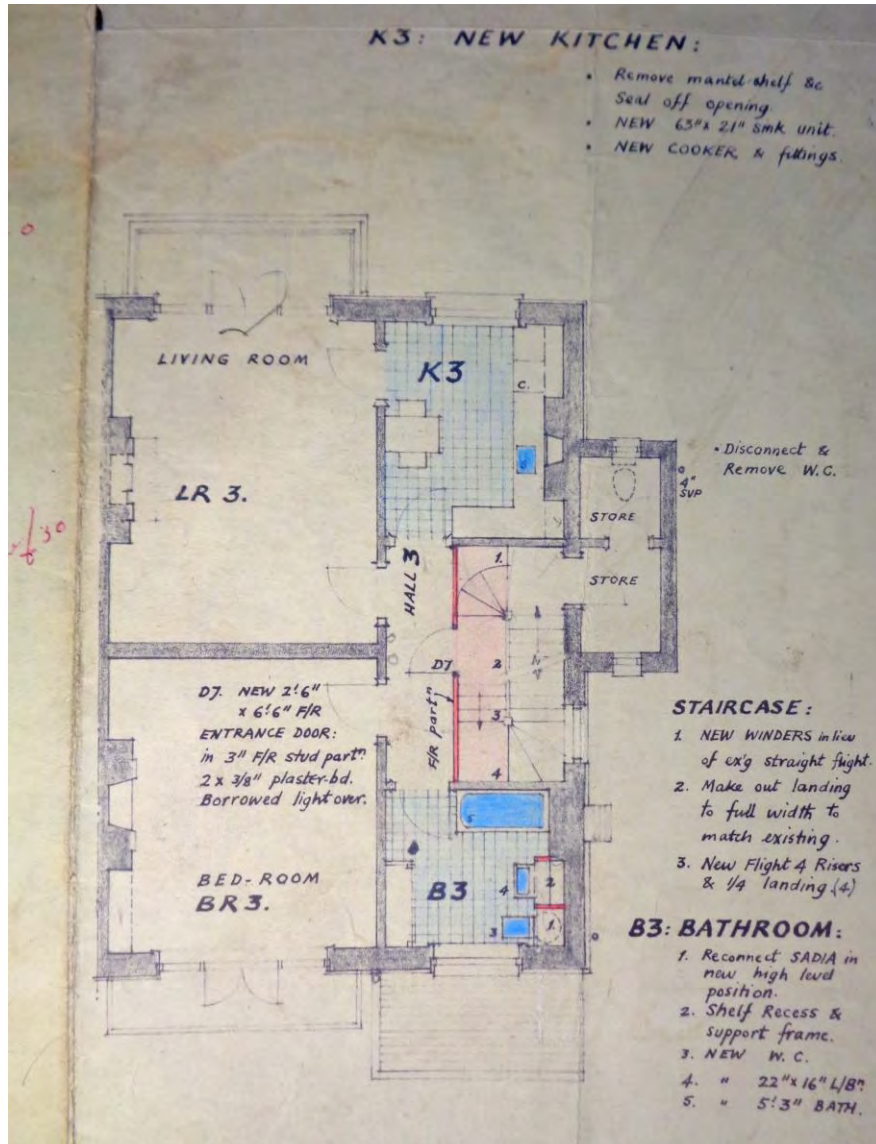 K3: NEW KITCHEN:
• Remove mantel-shelf &c
Seal off opening.
• NEW 63" x 21" smk unit.
• NEW COOKER & fittings.
LIVING ROOM
K3
C.
S
LR 3.
• Disconnect &
Remove W.C.
4"
SVP
STORE
STORE
HALL 3
1.
2
3
4
D7
F/R partn
D7. NEW 2'.6"
x 6'.6" F/R
ENTRANCE DOOR:
in 3" F/R stud partn
2 x 3/8" plaster-bd.
Borrowed light over.
BED-ROOM
BR3.
B3
5
4
2
3
1.
30
STAIRCASE:
1 NEW WINDERS in lieu
of ex'g straight flight.
2. Make out landing
to full width to
match existing.
3. New Flight 4 Risers
& 1/4 landing (4)
B3: BATHROOM:
1. Reconnect SADIA in
new high level
position.
2. Shelf Recess &
support frame.
3. NEW W. C.
4. " 22" x 16" L/Bn
5. " 5'.3" BATH.